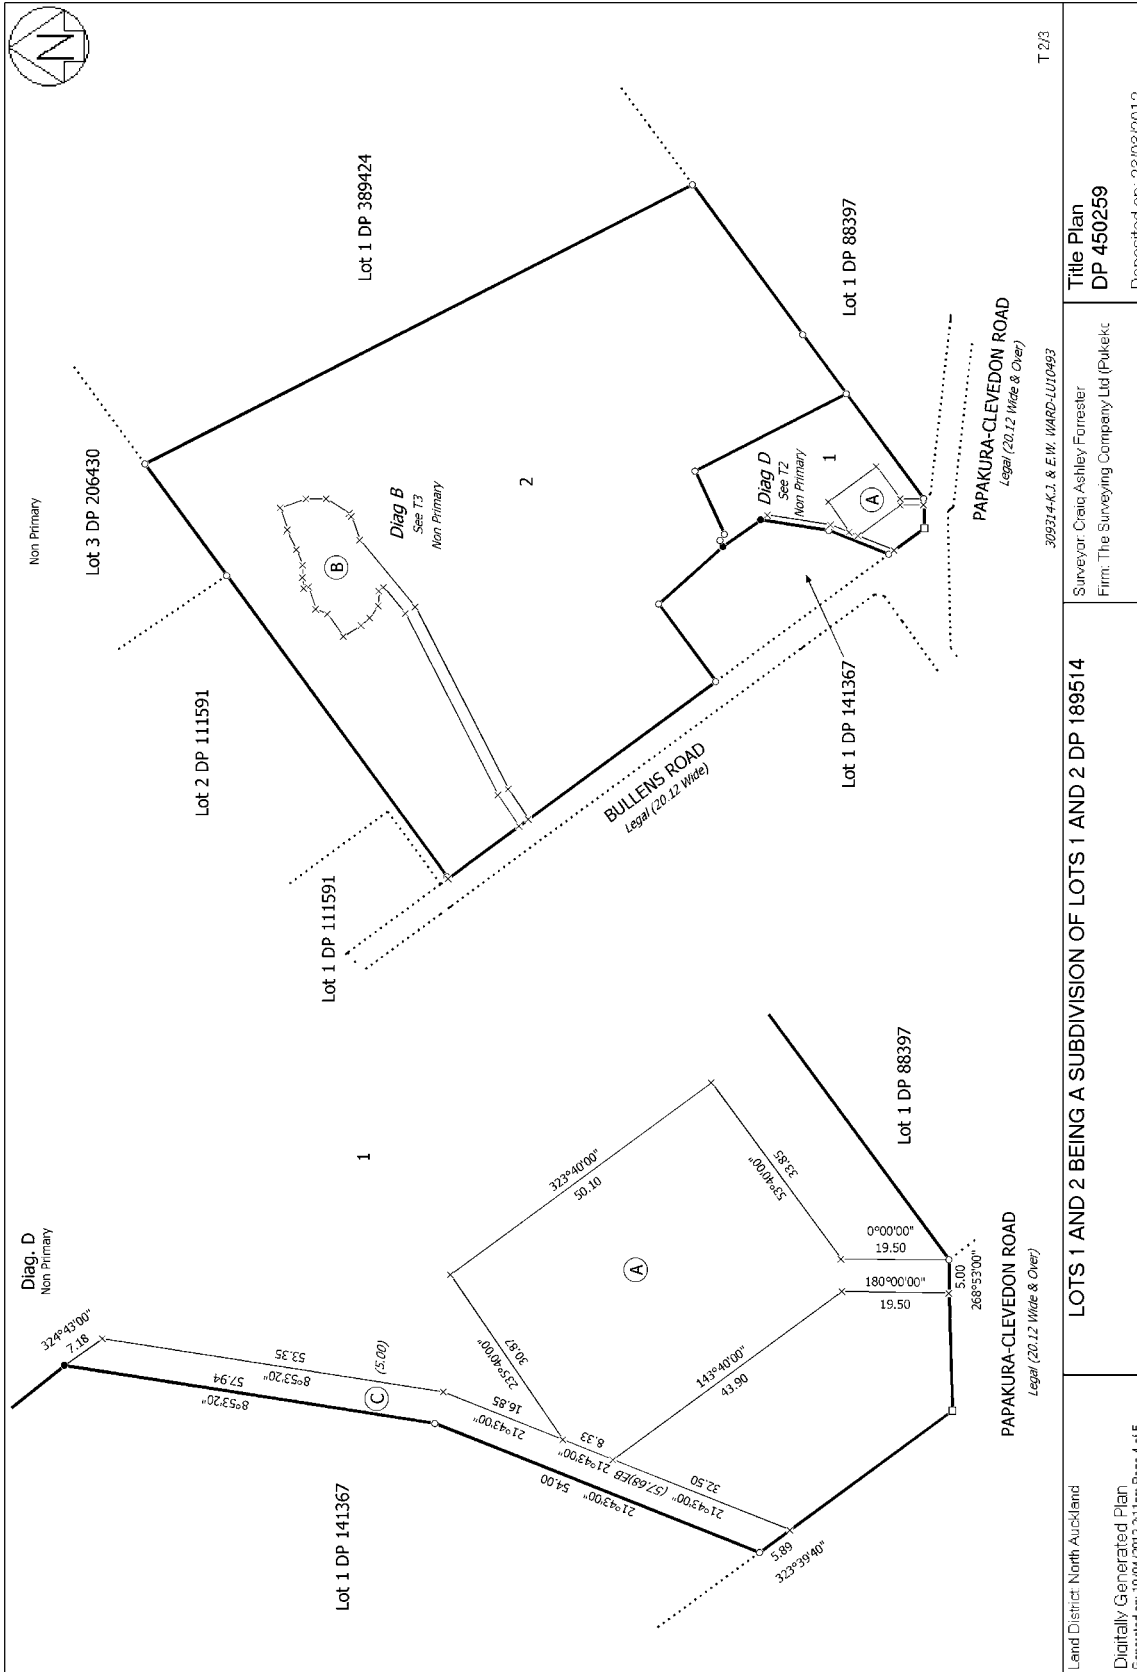 Diag. D
Non Primary
324°43'00"
7.18
57.94
8°53'20"
53.35
8°53'20"
C
(5.00)
16.85
21°43'00"
1
323°40'00"
50.10
30.87
235°40'00"
A
Lot 1 DP 141367
54.00
21°43'00"
8.33
21°43'00"
(57.68)EB
32.50
21°43'00"
143°40'00"
43.90
33.85
53°40'00"
0°00'00"
19.50
180°00'00"
19.50
5.00
268°53'00"
5.89
323°39'40"
Lot 1 DP 88397
PAPAKURA-CLEVEDON ROAD
Legal (20.12 Wide & Over)
N
Non Primary
Lot 3 DP 206430
Lot 1 DP 389424
Lot 2 DP 111591
Lot 1 DP 111591
B
Diag B
See T3
Non Primary
2
Diag D
See T2
Non Primary
1
A
Lot 1 DP 88397
BULLENS ROAD
Legal (20.12 Wide)
Lot 1 DP 141367
PAPAKURA-CLEVEDON ROAD
Legal (20.12 Wide & Over)
309314-K.J. & E.W. WARD-LU10493
T 2/3
Land District: North Auckland
Digitally Generated Plan
LOTS 1 AND 2 BEING A SUBDIVISION OF LOTS 1 AND 2 DP 189514
Surveyor: Craig Ashley Forrester
Firm: The Surveying Company Ltd (Pukekc
Title Plan
DP 450259